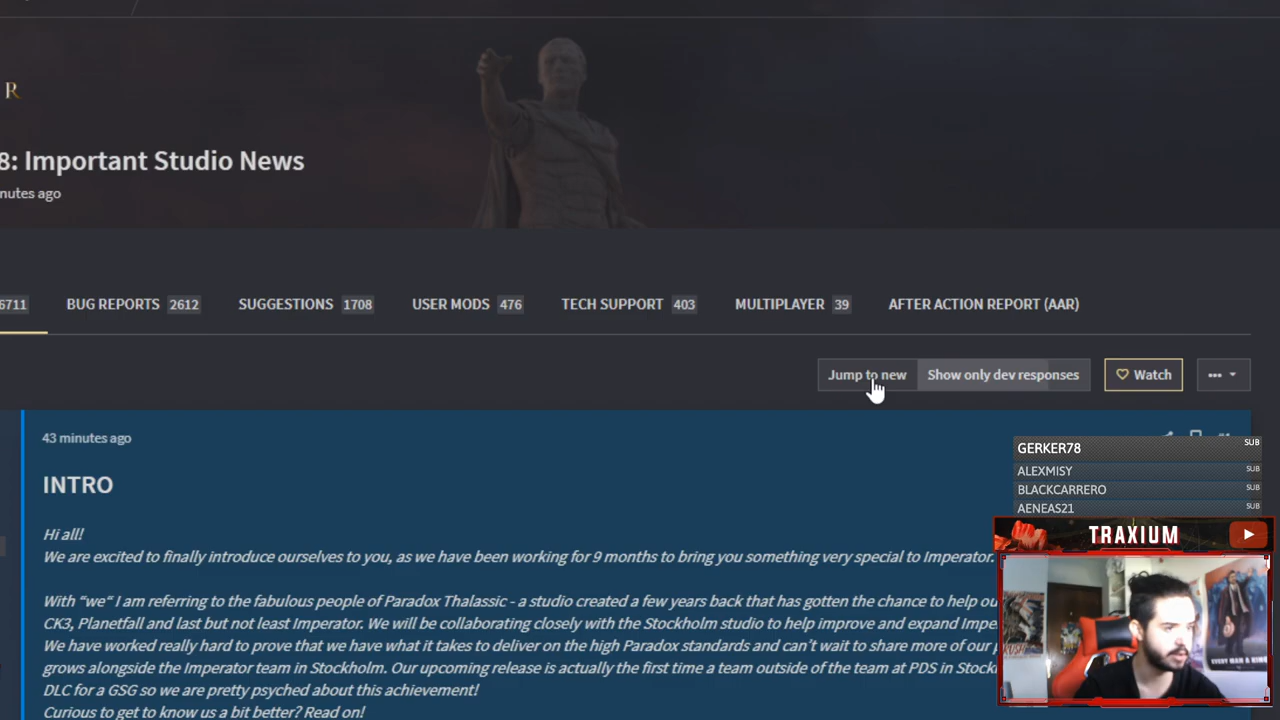 R
8: Important Studio News
nutes ago
6711 BUG REPORTS 2612 SUGGESTIONS 1708 USER MODS 476 TECH SUPPORT 403 MULTIPLAYER 39 AFTER ACTION REPORT (AAR)
Jump to new Show only dev responses Watch
43 minutes ago
INTRO
Hi all!
We are excited to finally introduce ourselves to you, as we have been working for 9 months to bring you something very special to Imperator.
With “we“ I am referring to the fabulous people of Paradox Thalassic - a studio created a few years back that has gotten the chance to help ou
CK3, Planetfall and last but not least Imperator. We will be collaborating closely with the Stockholm studio to help improve and expand Impe
We have worked really hard to prove that we have what it takes to deliver on the high Paradox standards and can't wait to share more of our p
grows alongside the Imperator team in Stockholm. Our upcoming release is actually the first time a team outside of the team at PDS in Stock
DLC for a GSG so we are pretty psyched about this achievement!
Curious to get to know us a bit better? Read on!
GERKER78 SUB
ALEXMISY SUB
BLACKCARRERO SUB
AENEAS21 SUB
TRAXIUM
EVERY MAN A KING